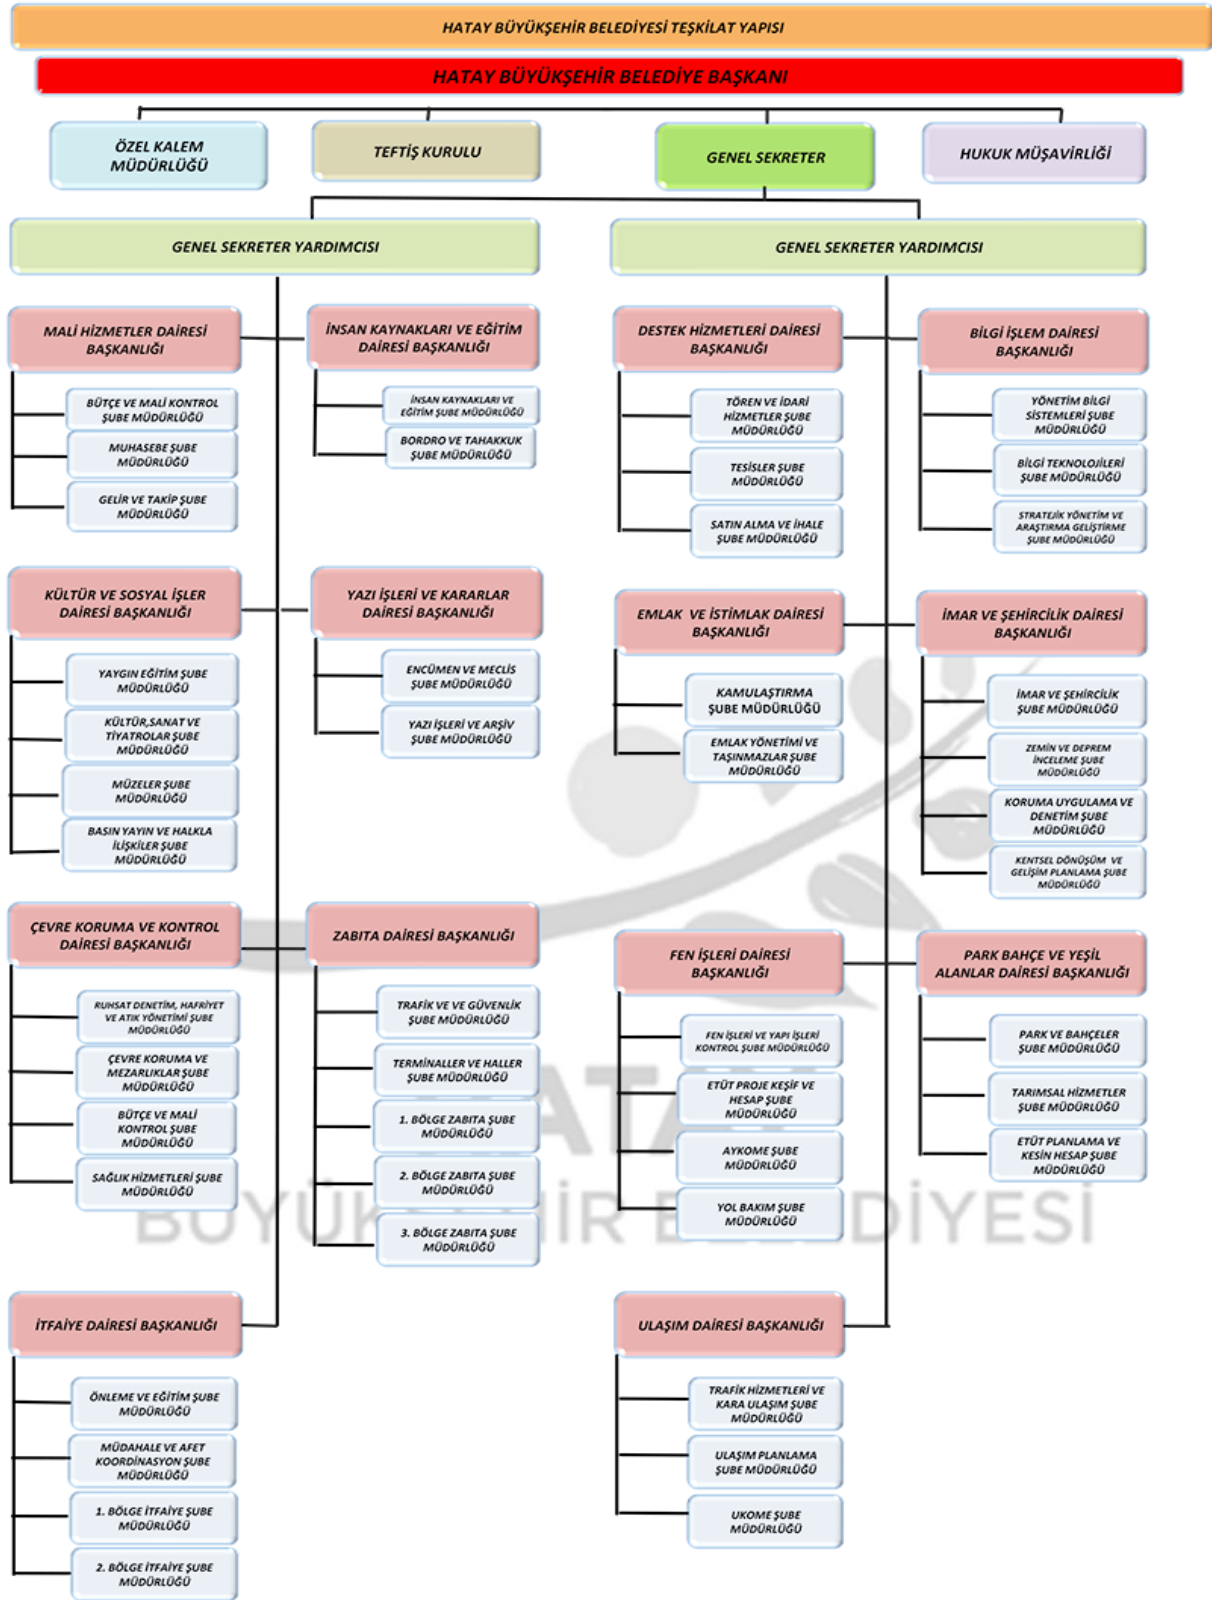 HATAY BÜYÜKŞEHİR BELEDİYESİ TEŞKİLAT YAPISI
HATAY BÜYÜKŞEHİR BELEDİYE BAŞKANI
ÖZEL KALEM
MÜDÜRLÜĞÜ
TEFTİŞ KURULU
GENEL SEKRETER
HUKUK MÜŞAVİRLİĞİ
GENEL SEKRETER YARDIMCISI
GENEL SEKRETER YARDIMCISI
MALİ HİZMETLER DAİRESİ
BAŞKANLIĞI
BÜTÇE VE MALİ KONTROL
ŞUBE MÜDÜRLÜĞÜ
MUHASEBE ŞUBE
MÜDÜRLÜĞÜ
GELİR VE TAKİP ŞUBE
MÜDÜRLÜĞÜ
İNSAN KAYNAKLARI VE EĞİTİM
DAİRESİ BAŞKANLIĞI
İNSAN KAYNAKLARI VE
EĞİTİM ŞUBE MÜDÜRLÜĞÜ
BORDRO VE TAHAKKUK
ŞUBE MÜDÜRLÜĞÜ
DESTEK HİZMETLERİ DAİRESİ
BAŞKANLIĞI
TÖREN VE İDARİ
HİZMETLER ŞUBE
MÜDÜRLÜĞÜ
TESİSLER ŞUBE
MÜDÜRLÜĞÜ
SATIN ALMA VE İHALE
ŞUBE MÜDÜRLÜĞÜ
BİLGİ İŞLEM DAİRESİ
BAŞKANLIĞI
YÖNETİM BİLGİ
SİSTEMLERİ ŞUBE
MÜDÜRLÜĞÜ
BİLGİ TEKNOLOJİLERİ
ŞUBE MÜDÜRLÜĞÜ
STRATEJİK YÖNETİM VE
ARAŞTIRMA GELİŞTİRME
ŞUBE MÜDÜRLÜĞÜ
KÜLTÜR VE SOSYAL İŞLER
DAİRESİ BAŞKANLIĞI
YAYGIN EĞİTİM ŞUBE
MÜDÜRLÜĞÜ
KÜLTÜR,SANAT VE
TİYATROLAR ŞUBE
MÜDÜRLÜĞÜ
MÜZELER ŞUBE
MÜDÜRLÜĞÜ
BASIN YAYIN VE HALKLA
İLİŞKİLER ŞUBE
MÜDÜRLÜĞÜ
YAZI İŞLERİ VE KARARLAR
DAİRESİ BAŞKANLIĞI
ENCÜMEN VE MECLİS
ŞUBE MÜDÜRLÜĞÜ
YAZI İŞLERİ VE ARŞİV
ŞUBE MÜDÜRLÜĞÜ
EMLAK  VE İSTİMLAK DAİRESİ
BAŞKANLIĞI
KAMULAŞTIRMA
ŞUBE MÜDÜRLÜĞÜ
EMLAK YÖNETİMİ VE
TAŞINMAZLAR ŞUBE
MÜDÜRLÜĞÜ
İMAR VE ŞEHİRCİLİK DAİRESİ
BAŞKANLIĞI
İMAR VE ŞEHİRCİLİK
ŞUBE MÜDÜRLÜĞÜ
ZEMİN VE DEPREM
İNCELEME ŞUBE
MÜDÜRLÜĞÜ
KORUMA UYGULAMA VE
DENETİM ŞUBE
MÜDÜRLÜĞÜ
KENTSEL DÖNÜŞÜM  VE
GELİŞİM PLANLAMA ŞUBE
MÜDÜRLÜĞÜ
ÇEVRE KORUMA VE KONTROL
DAİRESİ BAŞKANLIĞI
RUHSAT DENETİM, HAFRİYET
VE ATIK YÖNETİMİ ŞUBE
MÜDÜRLÜĞÜ
ÇEVRE KORUMA VE
MEZARLIKLAR ŞUBE
MÜDÜRLÜĞÜ
BÜTÇE VE MALİ
KONTROL ŞUBE
MÜDÜRLÜĞÜ
SAĞLIK HİZMETLERİ ŞUBE
MÜDÜRLÜĞÜ
ZABITA DAİRESİ BAŞKANLIĞI
TRAFİK VE VE GÜVENLİK
ŞUBE MÜDÜRLÜĞÜ
TERMİNALLER VE HALLER
ŞUBE MÜDÜRLÜĞÜ
1. BÖLGE ZABITA ŞUBE
MÜDÜRLÜĞÜ
2. BÖLGE ZABITA ŞUBE
MÜDÜRLÜĞÜ
3. BÖLGE ZABITA ŞUBE
MÜDÜRLÜĞÜ
FEN İŞLERİ DAİRESİ
BAŞKANLIĞI
FEN İŞLERİ VE YAPI İŞLERİ
KONTROL ŞUBE MÜDÜRLÜĞÜ
ETÜT PROJE KEŞİF VE
HESAP ŞUBE
MÜDÜRLÜĞÜ
AYKOME ŞUBE
MÜDÜRLÜĞÜ
YOL BAKIM ŞUBE
MÜDÜRLÜĞÜ
PARK BAHÇE VE YEŞİL
ALANLAR DAİRESİ BAŞKANLIĞI
PARK VE BAHÇELER
ŞUBE MÜDÜRLÜĞÜ
TARIMSAL HİZMETLER
ŞUBE MÜDÜRLÜĞÜ
ETÜT PLANLAMA VE
KESİN HESAP ŞUBE
MÜDÜRLÜĞÜ
HATAY
BÜYÜKŞEHİR BELEDİYESİ
İTFAİYE DAİRESİ BAŞKANLIĞI
ÖNLEME VE EĞİTİM ŞUBE
MÜDÜRLÜĞÜ
MÜDAHALE VE AFET
KOORDİNASYON ŞUBE
MÜDÜRLÜĞÜ
1. BÖLGE İTFAİYE ŞUBE
MÜDÜRLÜĞÜ
2. BÖLGE İTFAİYE ŞUBE
MÜDÜRLÜĞÜ
ULAŞIM DAİRESİ BAŞKANLIĞI
TRAFİK HİZMETLERİ VE
KARA ULAŞIM ŞUBE
MÜDÜRLÜĞÜ
ULAŞIM PLANLAMA
ŞUBE MÜDÜRLÜĞÜ
UKOME ŞUBE
MÜDÜRLÜĞÜ